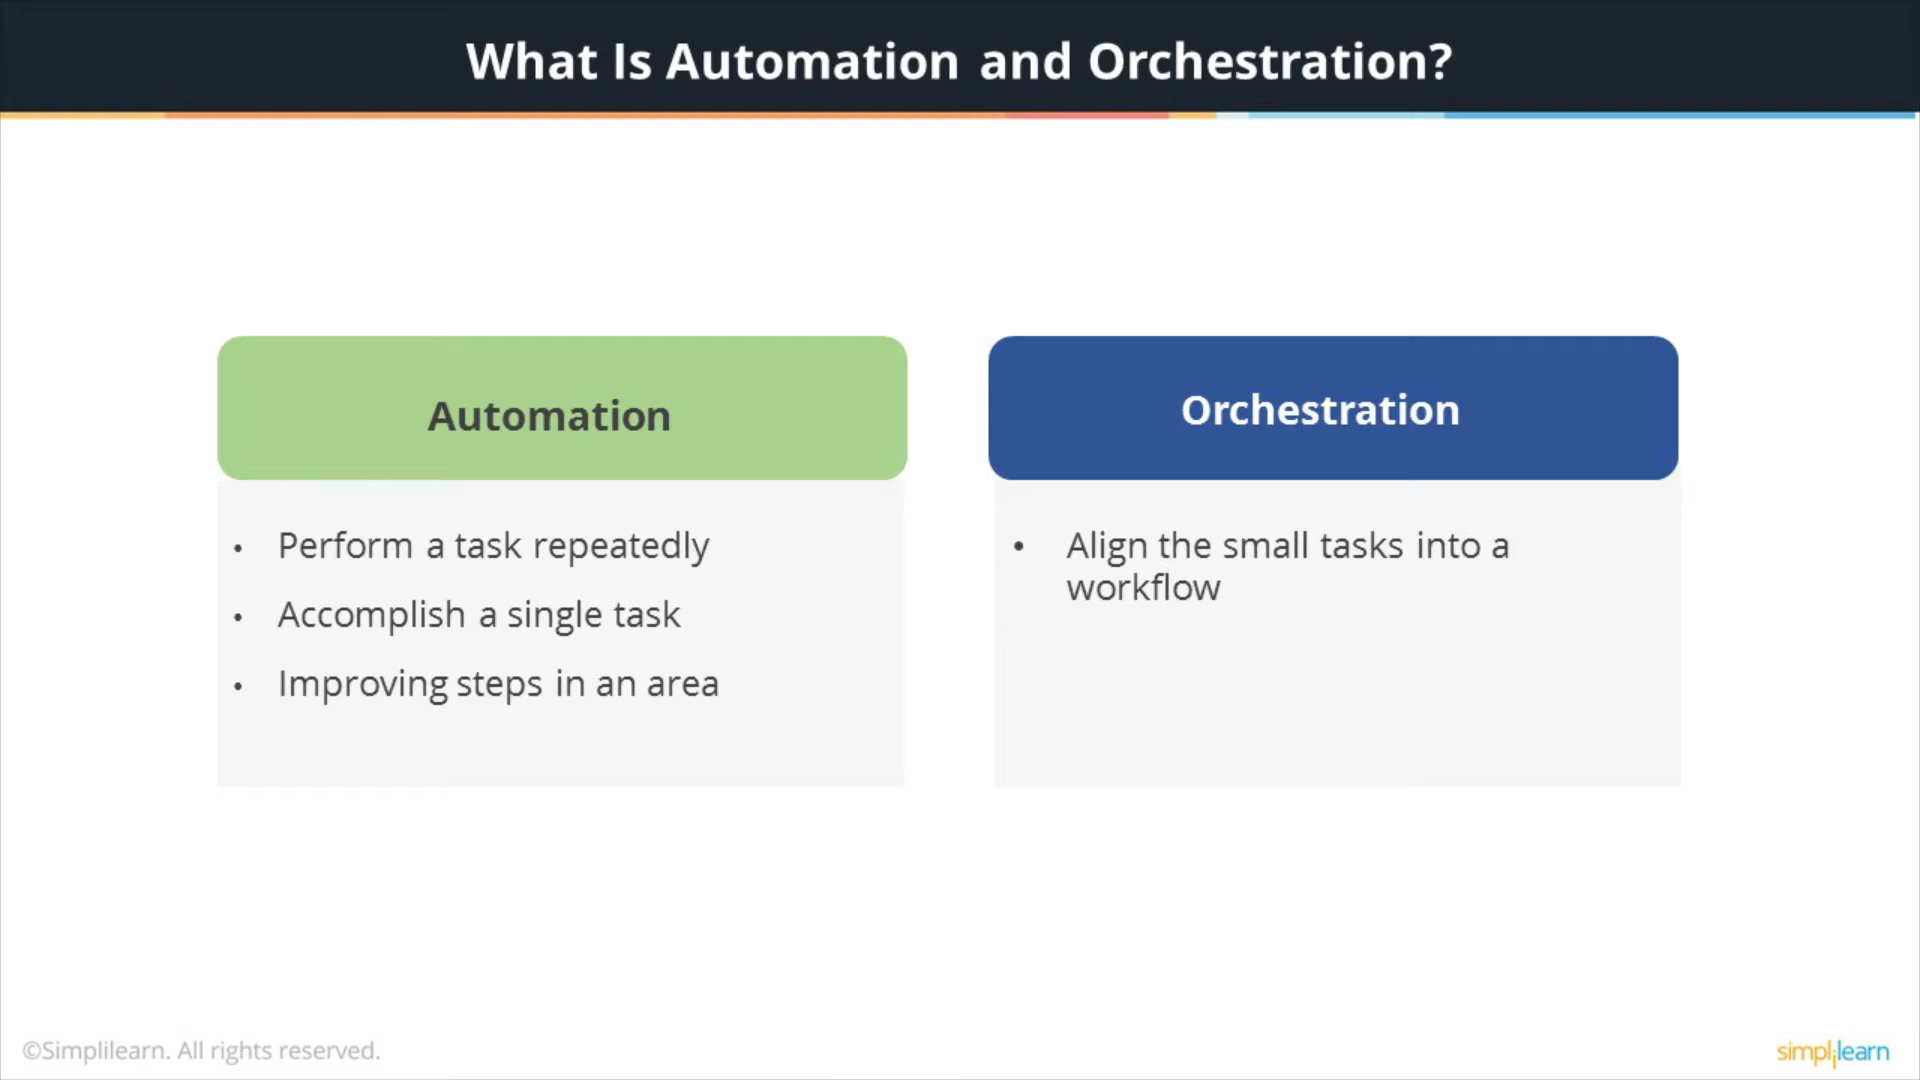 What Is Automation and Orchestration?
Automation
• Perform a task repeatedly
• Accomplish a single task
• Improving steps in an area
Orchestration
• Align the small tasks into a
workflow
©Simplilearn. All rights reserved.
simplilearn